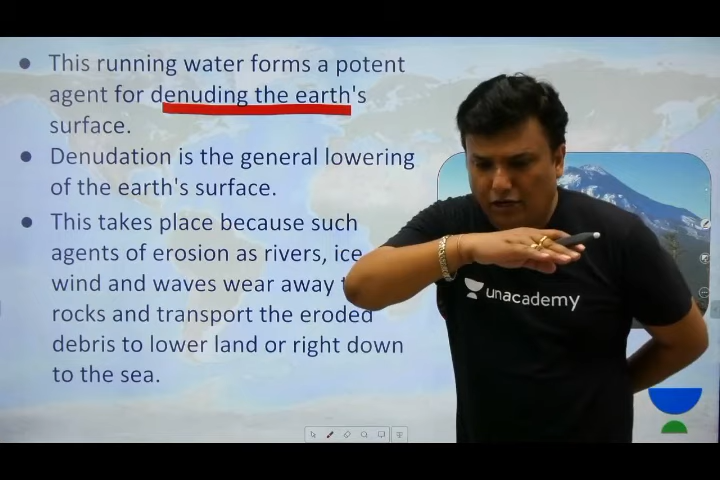 This running water forms a potent
agent for denuding the earth's
surface.
Denudation is the general lowering
of the earth's surface.
This takes place because such
agents of erosion as rivers, ice
wind and waves wear away
rocks and transport the eroded
debris to lower land or right down
to the sea.
unacademy